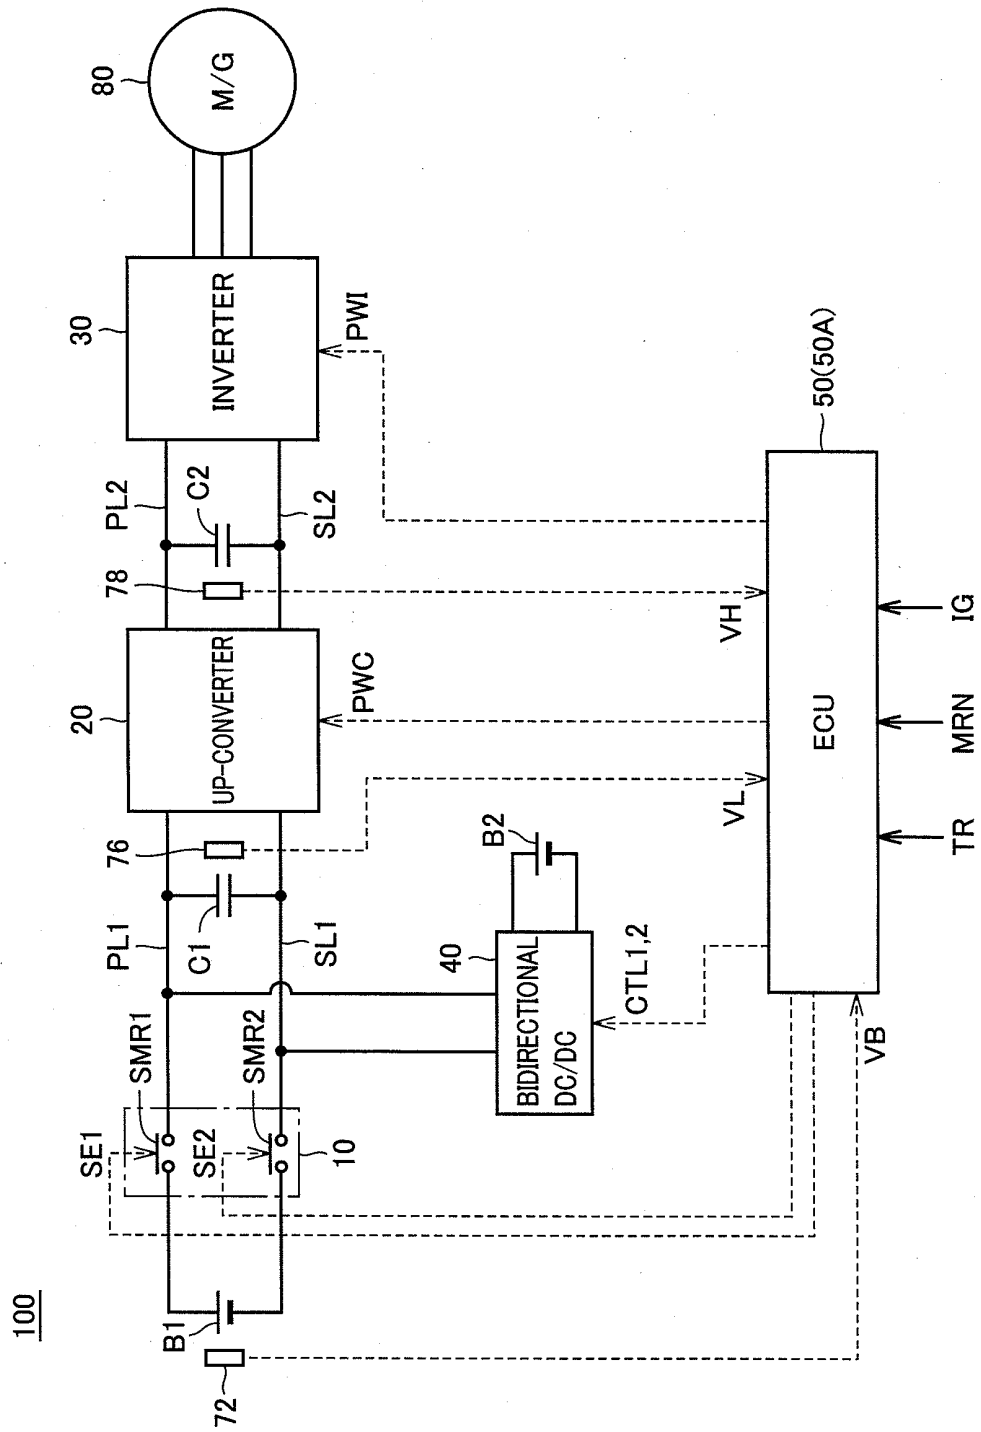 100
SE1
SMR1
PL1
76
20
78
PL2
30
80
C1
C2
UP-CONVERTER
INVERTER
M/G
B1
SE2
SMR2
SL1
SL2
72
10
PWC
PWI
40
B2
BIDIRECTIONAL
DC/DC
CTL1,2
VL
VH
50(50A)
ECU
VB
TR
MRN
IG